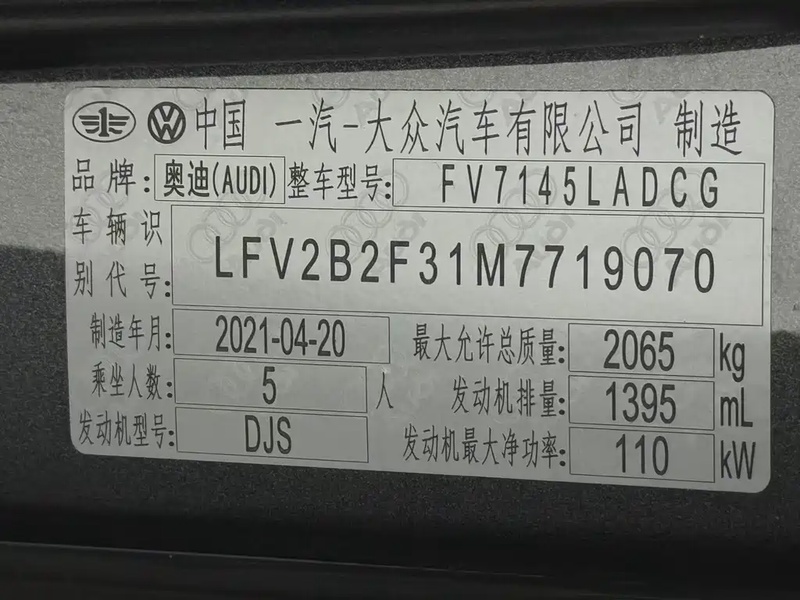 中国 一汽-大众汽车有限公司 制造
品牌: 奥迪(AUDI) 整车型号: FV7145LADCG
车辆识别代号: LFV2B2F31M7719070
制造年月: 2021-04-20 最大允许总质量: 2065 kg
乘坐人数: 5 人 发动机排量: 1395 mL
发动机型号: DJS 发动机最大净功率: 110 kW